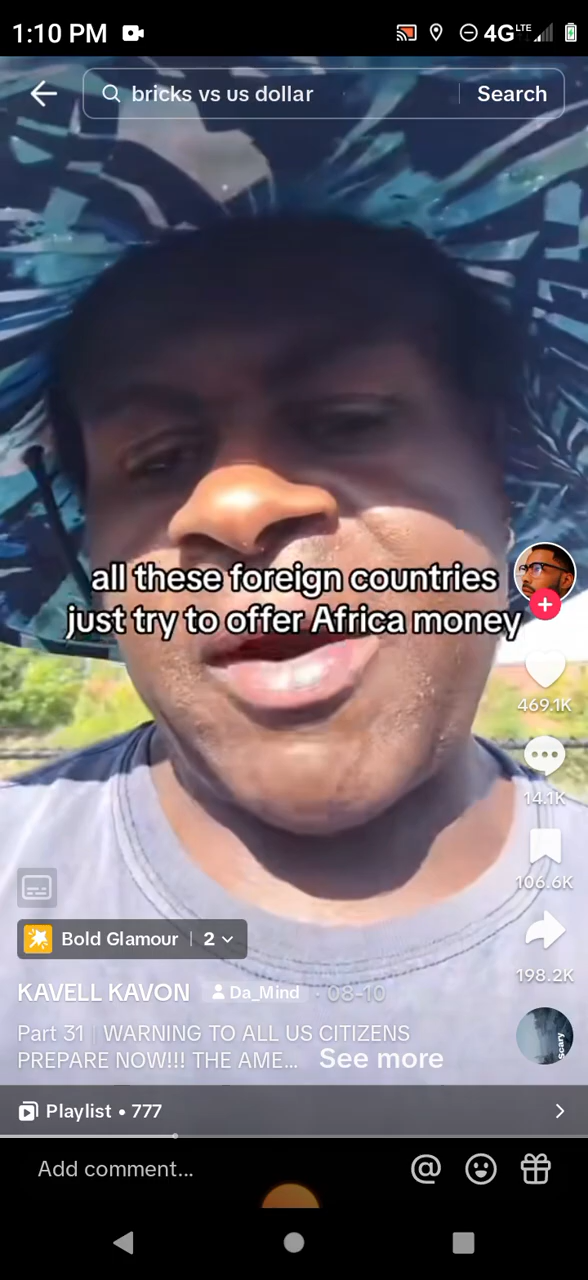 1:10 PM
4G LTE
bricks vs us dollar
Search
all these foreign countries
just try to offer Africa money
469.1K
14.1K
106.6K
198.2K
Bold Glamour | 2
KAVELL KAVON Da_Mind · 08-10
Part 31 | WARNING TO ALL US CITIZENS
PREPARE NOW!!! THE AME... See more
scary
Playlist • 777
Add comment...